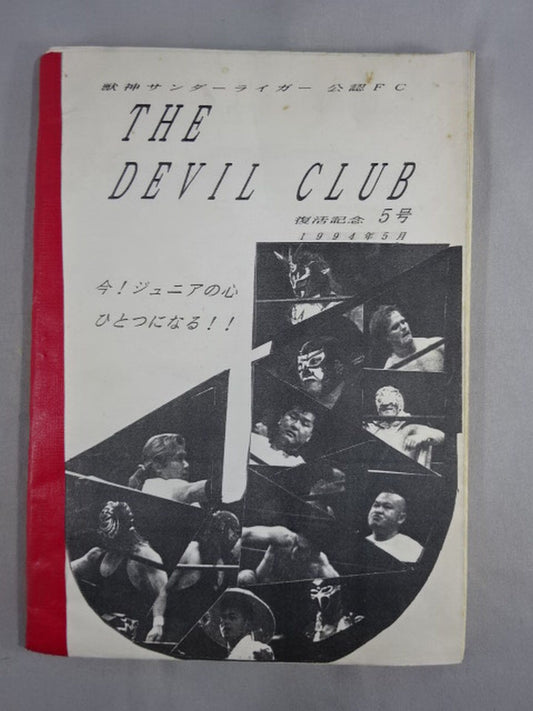 獣神サンダーライガー 公認FC
THE
DEVIL CLUB
復活記念 5号
1994年5月
今！ジュニアの心
ひとつになる！！